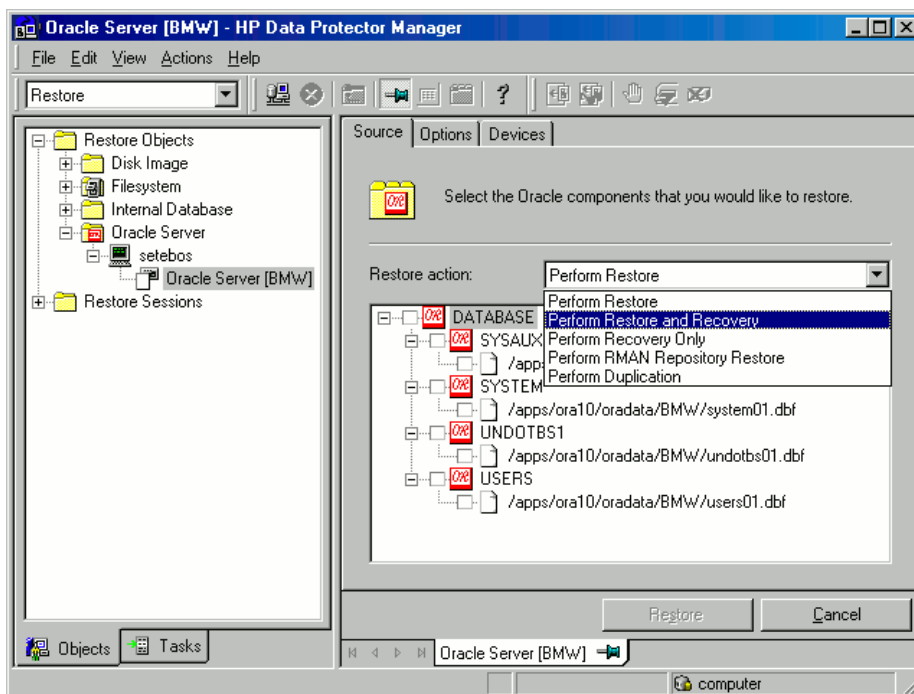 Oracle Server [BMW] - HP Data Protector Manager
File Edit View Actions Help
Restore
Restore Objects
Disk Image
Filesystem
Internal Database
Oracle Server
setebos
Oracle Server [BMW]
Restore Sessions
Objects
Tasks
Source Options Devices
Select the Oracle components that you would like to restore.
Restore action:
Perform Restore
Perform Restore
Perform Restore and Recovery
Perform Recovery Only
Perform RMAN Repository Restore
Perform Duplication
DATABASE
SYSAUX
/apps
SYSTEM
/apps/ora10/oradata/BMW/system01.dbf
UNDOTBS1
/apps/ora10/oradata/BMW/undotbs01.dbf
USERS
/apps/ora10/oradata/BMW/users01.dbf
Restore Cancel
Oracle Server [BMW]
computer